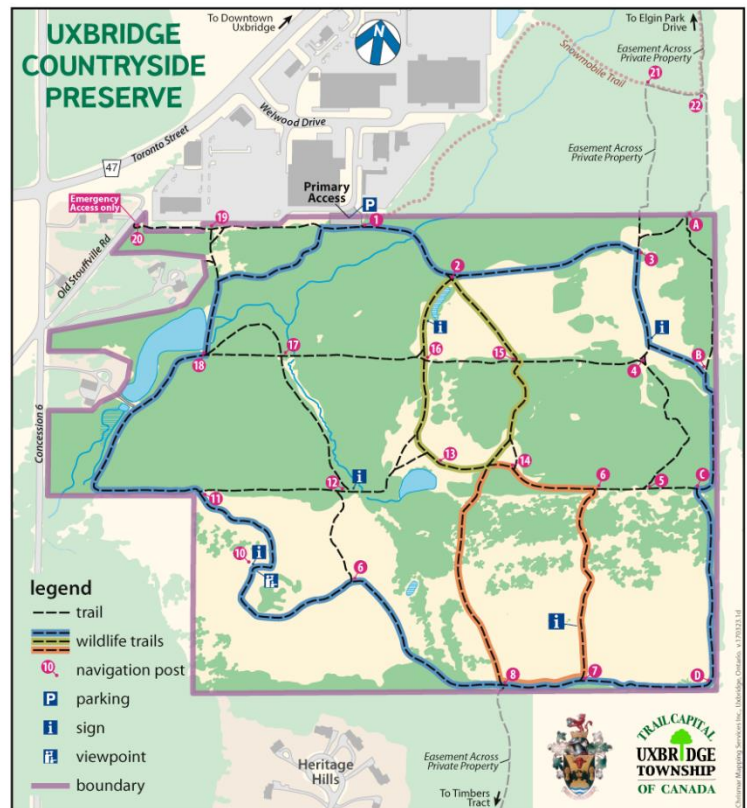 UXBRIDGE
COUNTRYSIDE
PRESERVE
To Downtown
Uxbridge
N
To Elgin Park
Drive
Easement Across
Private Property
Snowmobile Trail
21
22
Welwood Drive
Toronto Street
47
Easement Across
Private Property
Primary
Access
P
Emergency
Access only
19
20
1
A
Old Stouffville Rd
2
3
i
i
B
16
15
4
17
18
Concession 6
13
14
6
5
C
12
i
11
10
i
6
i
8
7
D
legend
trail
wildlife trails
10
navigation post
P
parking
i
sign
viewpoint
boundary
Heritage
Hills
Easement Across
Private Property
To Timbers
Tract
TRAIL CAPITAL
UXBRIDGE
TOWNSHIP
OF CANADA